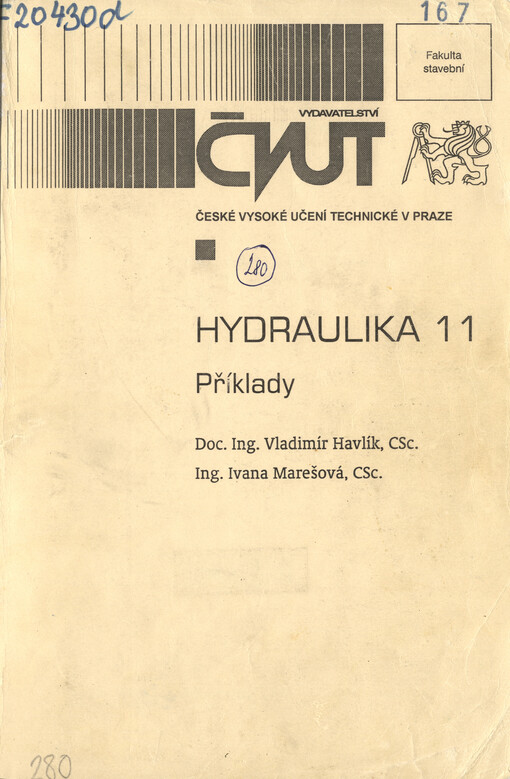 E20430d
167
Fakulta
stavební
VYDAVATELSTVÍ
ČVUT
ČESKÉ VYSOKÉ UČENÍ TECHNICKÉ V PRAZE
280
HYDRAULIKA 11
Příklady
Doc. Ing. Vladimír Havlík, CSc.
Ing. Ivana Marešová, CSc.
280